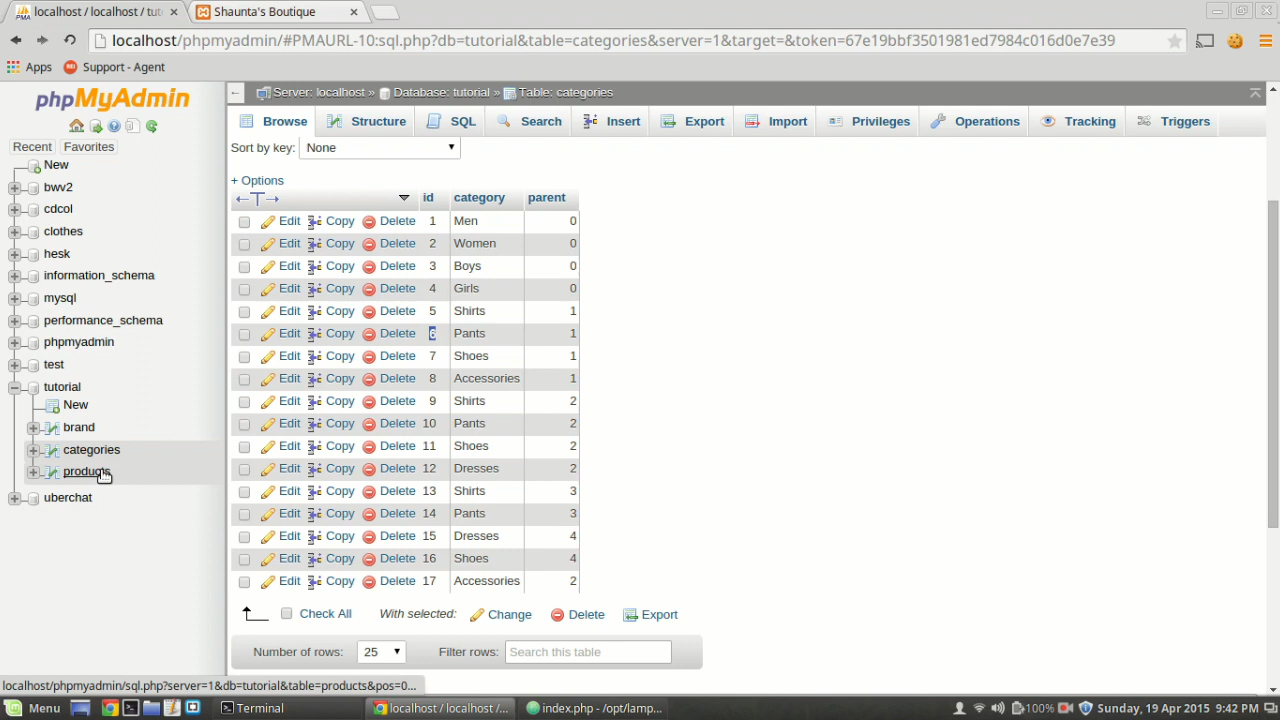 localhost / localhost / tut
Shaunta's Boutique
localhost/phpmyadmin/#PMAURL-10:sql.php?db=tutorial&table=categories&server=1&target=&token=67e19bbf3501981ed7984c016d0e7e39
Apps
Support - Agent
phpMyAdmin
Recent Favorites
New
bwv2
cdcol
clothes
hesk
information_schema
mysql
performance_schema
phpmyadmin
test
tutorial
New
brand
categories
products
uberchat
Server: localhost » Database: tutorial » Table: categories
Browse Structure SQL Search Insert Export Import Privileges Operations Tracking Triggers
Sort by key: None
+ Options
id category parent
Edit Copy Delete 1 Men 0
Edit Copy Delete 2 Women 0
Edit Copy Delete 3 Boys 0
Edit Copy Delete 4 Girls 0
Edit Copy Delete 5 Shirts 1
Edit Copy Delete 6 Pants 1
Edit Copy Delete 7 Shoes 1
Edit Copy Delete 8 Accessories 1
Edit Copy Delete 9 Shirts 2
Edit Copy Delete 10 Pants 2
Edit Copy Delete 11 Shoes 2
Edit Copy Delete 12 Dresses 2
Edit Copy Delete 13 Shirts 3
Edit Copy Delete 14 Pants 3
Edit Copy Delete 15 Dresses 4
Edit Copy Delete 16 Shoes 4
Edit Copy Delete 17 Accessories 2
Check All With selected: Change Delete Export
Number of rows: 25 Filter rows: Search this table
localhost/phpmyadmin/sql.php?server=1&db=tutorial&table=products&pos=0...
Menu Terminal localhost / localhost /... index.php - /opt/lamp... 100% Sunday, 19 Apr 2015 9:42 PM